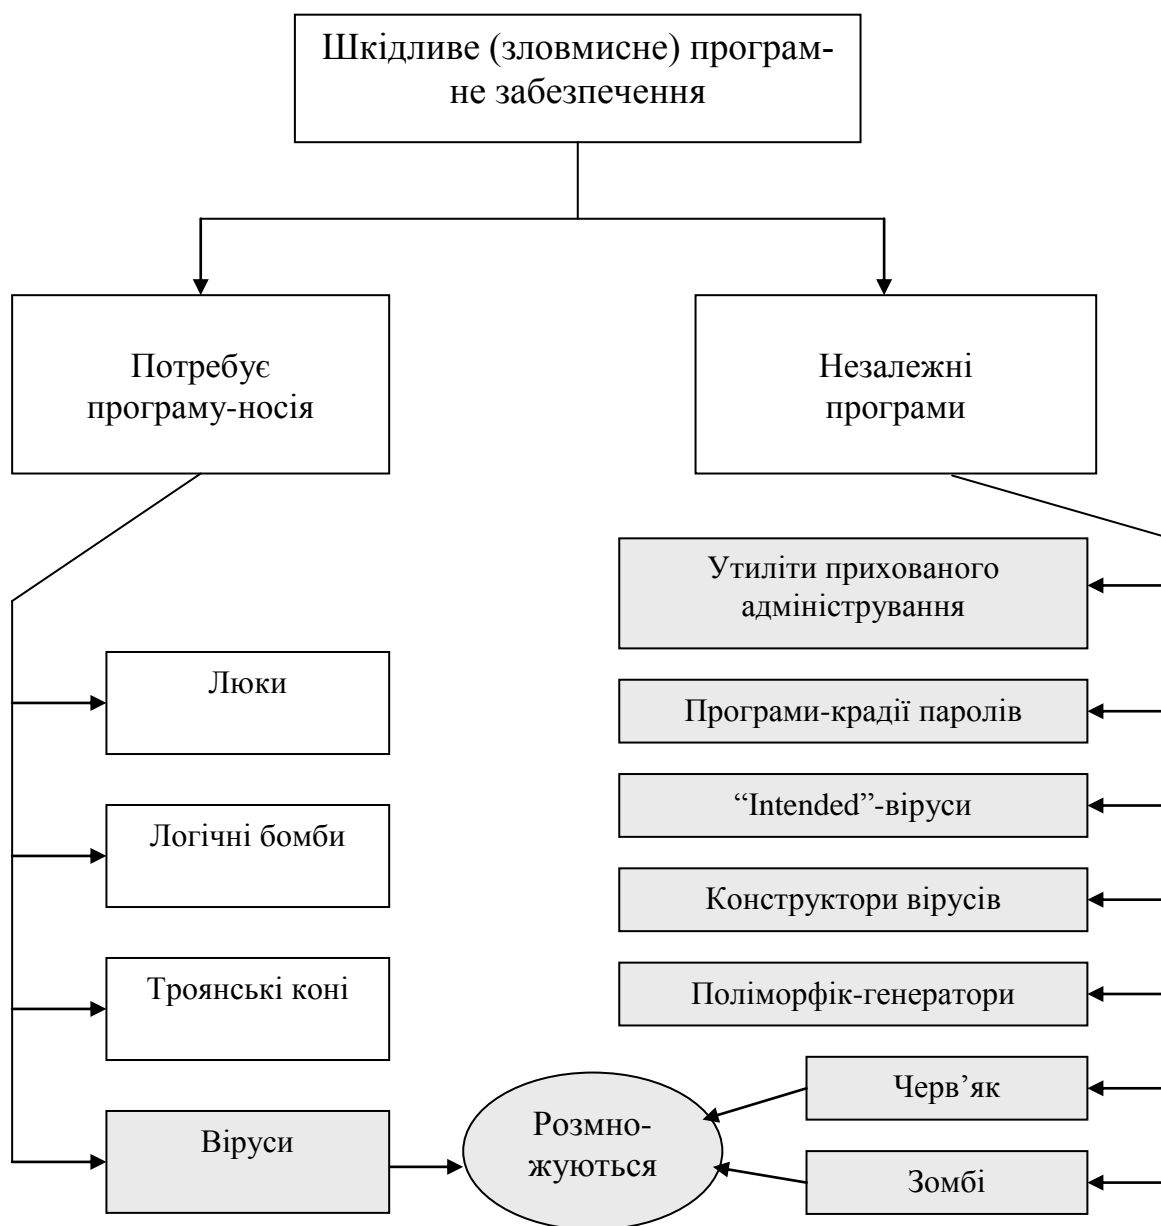 Шкідливе (зловмисне) програм-
не забезпечення
Потребує
програму-носія
Незалежні
програми
Утиліти прихованого
адміністрування
Люки
Програми-крадії паролів
“Intended”-віруси
Логічні бомби
Конструктори вірусів
Троянські коні
Поліморфік-генератори
Черв’як
Віруси
Розмно-
жуються
Зомбі